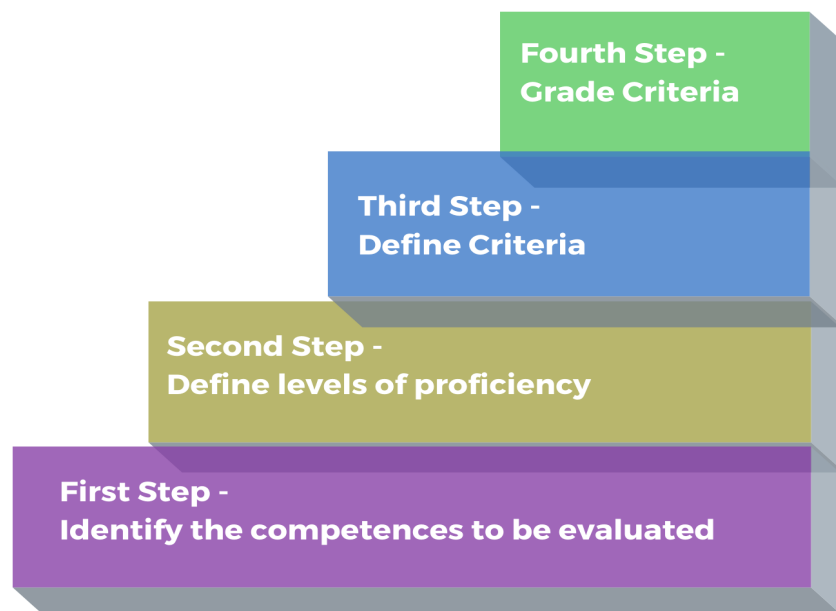 Fourth Step -
Grade Criteria
Third Step -
Define Criteria
Second Step -
Define levels of proficiency
First Step -
Identify the competences to be evaluated